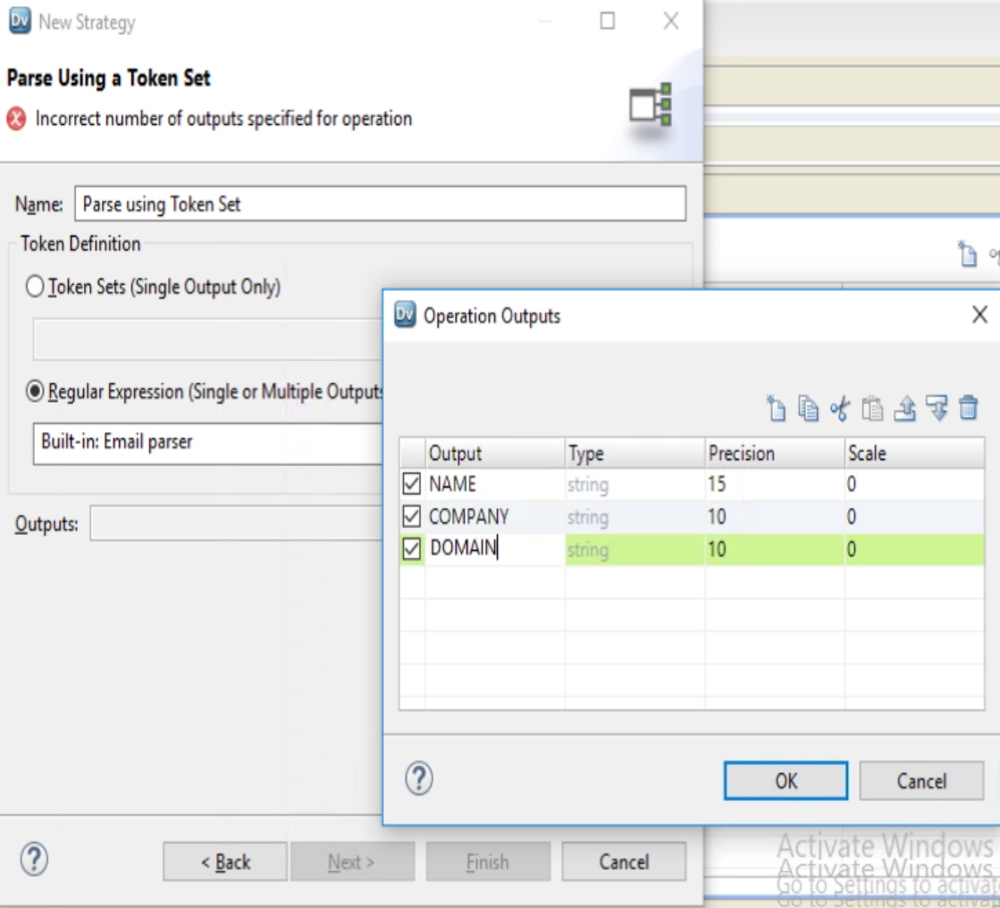 Dv New Strategy
Parse Using a Token Set
Incorrect number of outputs specified for operation
Name: Parse using Token Set
Token Definition
Token Sets (Single Output Only)
Regular Expression (Single or Multiple Outputs
Built-in: Email parser
Outputs:
< Back Next > Finish Cancel
Dv Operation Outputs
Output Type Precision Scale
NAME string 15 0
COMPANY string 10 0
DOMAIN string 10 0
? OK Cancel
?
Activate Windows
Activate Windows
Go to Settings to activat
Go to Settings to activat